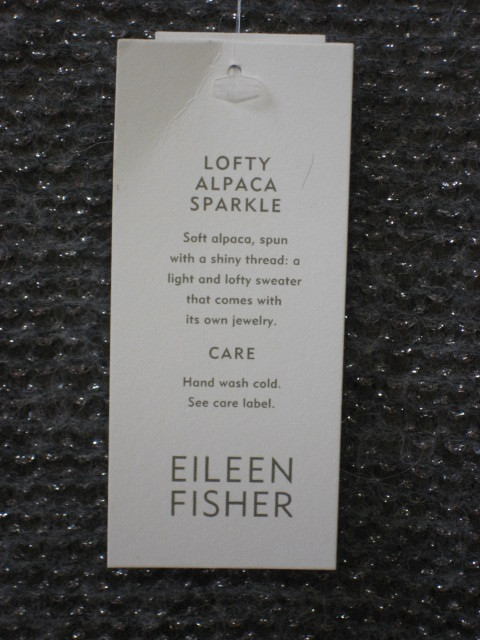 LOFTY
ALPACA
SPARKLE
Soft alpaca, spun
with a shiny thread: a
light and lofty sweater
that comes with
its own jewelry.
CARE
Hand wash cold.
See care label.
EILEEN
FISHER